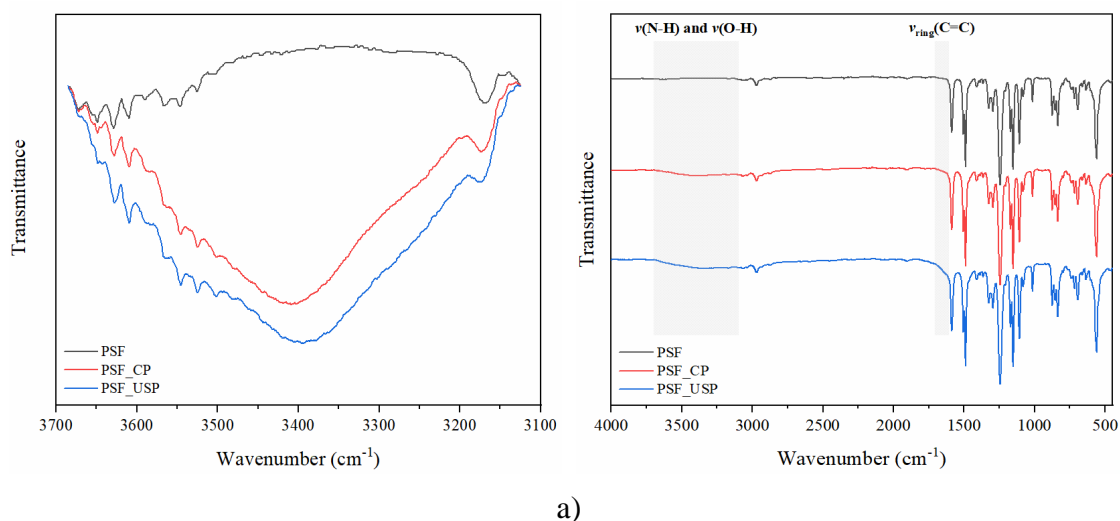 Transmittance
PSF
PSF_CP
PSF_USP
3700 3600 3500 3400 3300 3200 3100
Wavenumber (cm⁻¹)
ν(N-H) and ν(O-H)
νring(C=C)
Transmittance
PSF
PSF_CP
PSF_USP
4000 3500 3000 2500 2000 1500 1000 500
Wavenumber (cm⁻¹)
a)